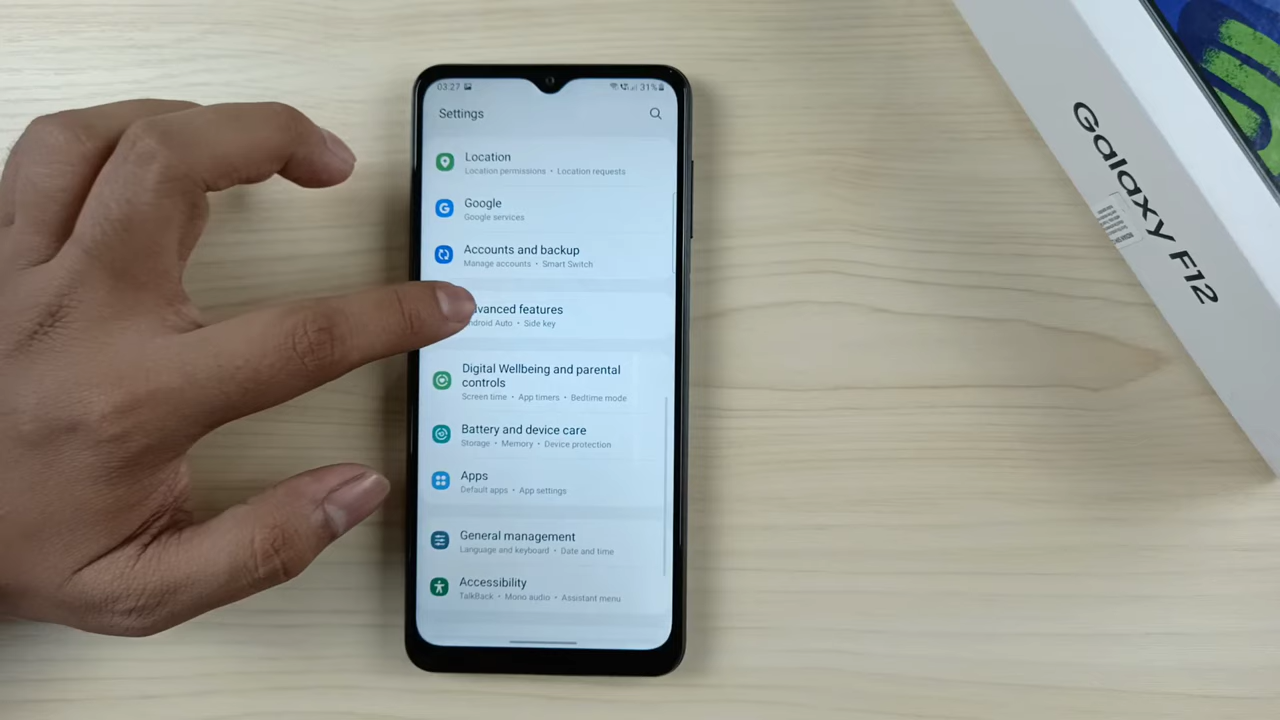 03:27
31%
Settings
Location
Location permissions • Location requests
Google
Google services
Accounts and backup
Manage accounts • Smart Switch
vanced features
ndroid Auto • Side key
Digital Wellbeing and parental
controls
Screen time • App timers • Bedtime mode
Battery and device care
Storage • Memory • Device protection
Apps
Default apps • App settings
General management
Language and keyboard • Date and time
Accessibility
TalkBack • Mono audio • Assistant menu
Galaxy F12